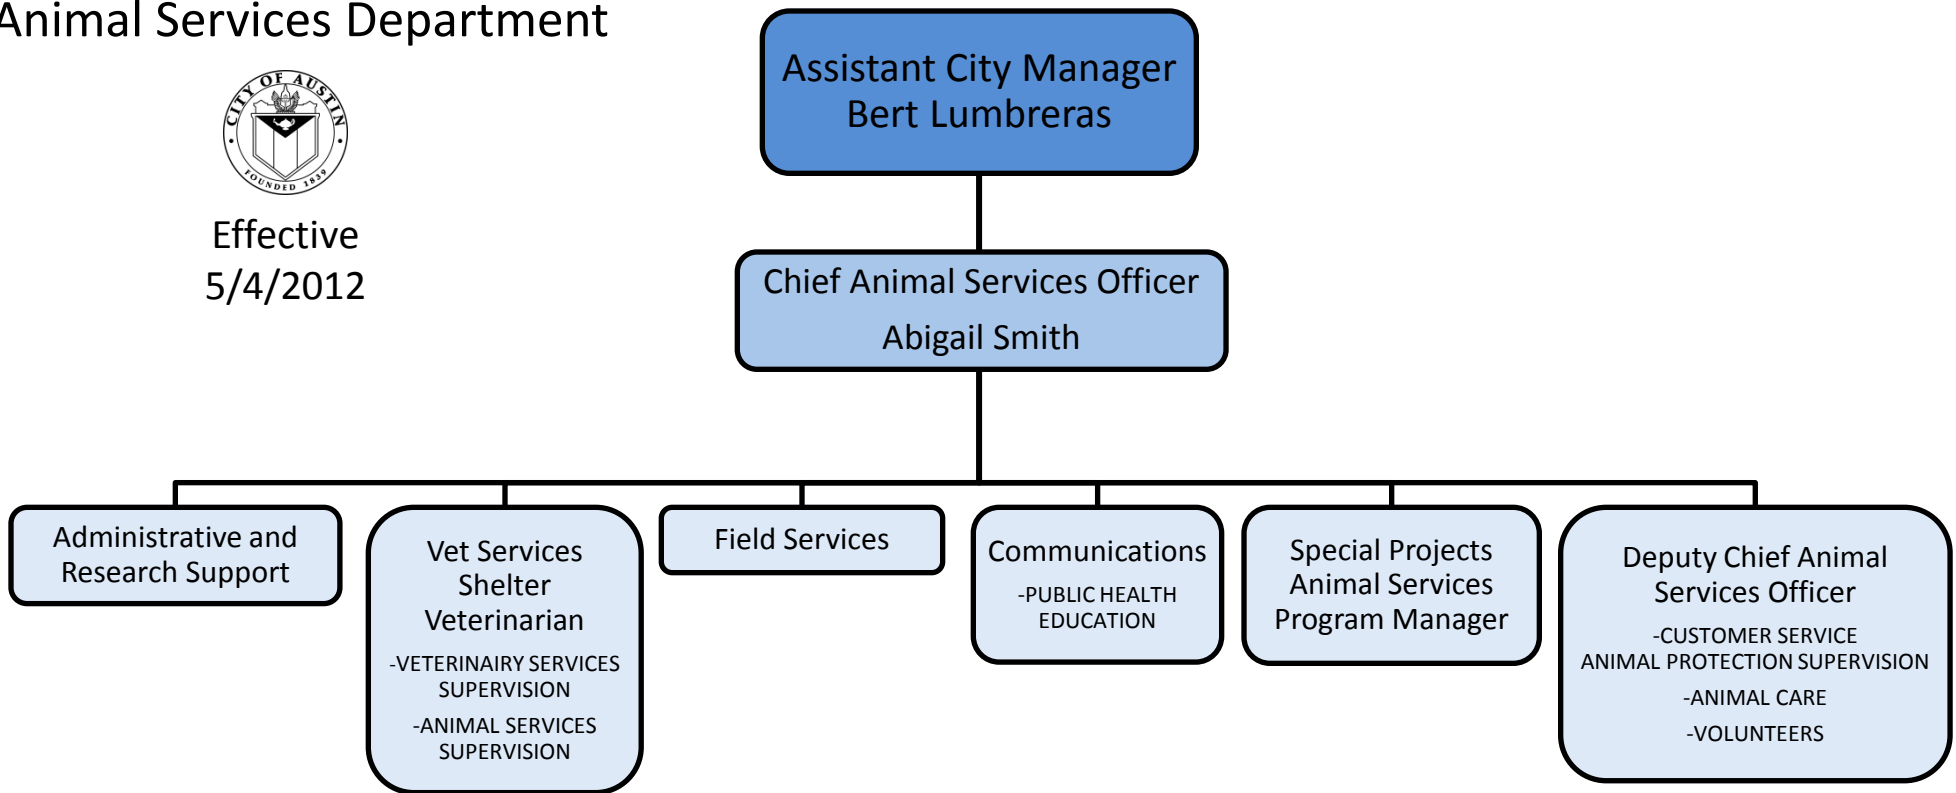 Animal Services Department
CITY OF AUSTIN
FOUNDED 1839
Effective
5/4/2012
Assistant City Manager
Bert Lumbreras
Chief Animal Services Officer
Abigail Smith
Administrative and
Research Support
Vet Services
Shelter
Veterinarian
-VETERINAIRY SERVICES
SUPERVISION
-ANIMAL SERVICES
SUPERVISION
Field Services
Communications
-PUBLIC HEALTH
EDUCATION
Special Projects
Animal Services
Program Manager
Deputy Chief Animal
Services Officer
-CUSTOMER SERVICE
ANIMAL PROTECTION SUPERVISION
-ANIMAL CARE
-VOLUNTEERS